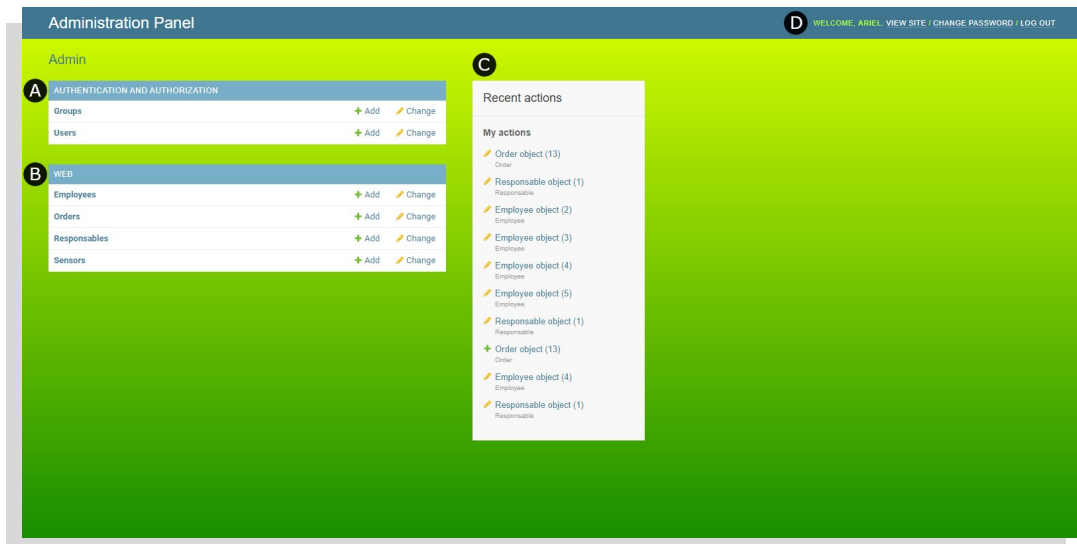 Administration Panel
D WELCOME, ARIEL. VIEW SITE / CHANGE PASSWORD / LOG OUT
Admin
A AUTHENTICATION AND AUTHORIZATION
Groups + Add Change
Users + Add Change
B WEB
Employees + Add Change
Orders + Add Change
Responsables + Add Change
Sensors + Add Change
C
Recent actions
My actions
Order object (13)
Order
Responsable object (1)
Responsable
Employee object (2)
Employee
Employee object (3)
Employee
Employee object (4)
Employee
Employee object (5)
Employee
Responsable object (1)
Responsable
+ Order object (13)
Order
Employee object (4)
Employee
Responsable object (1)
Responsable